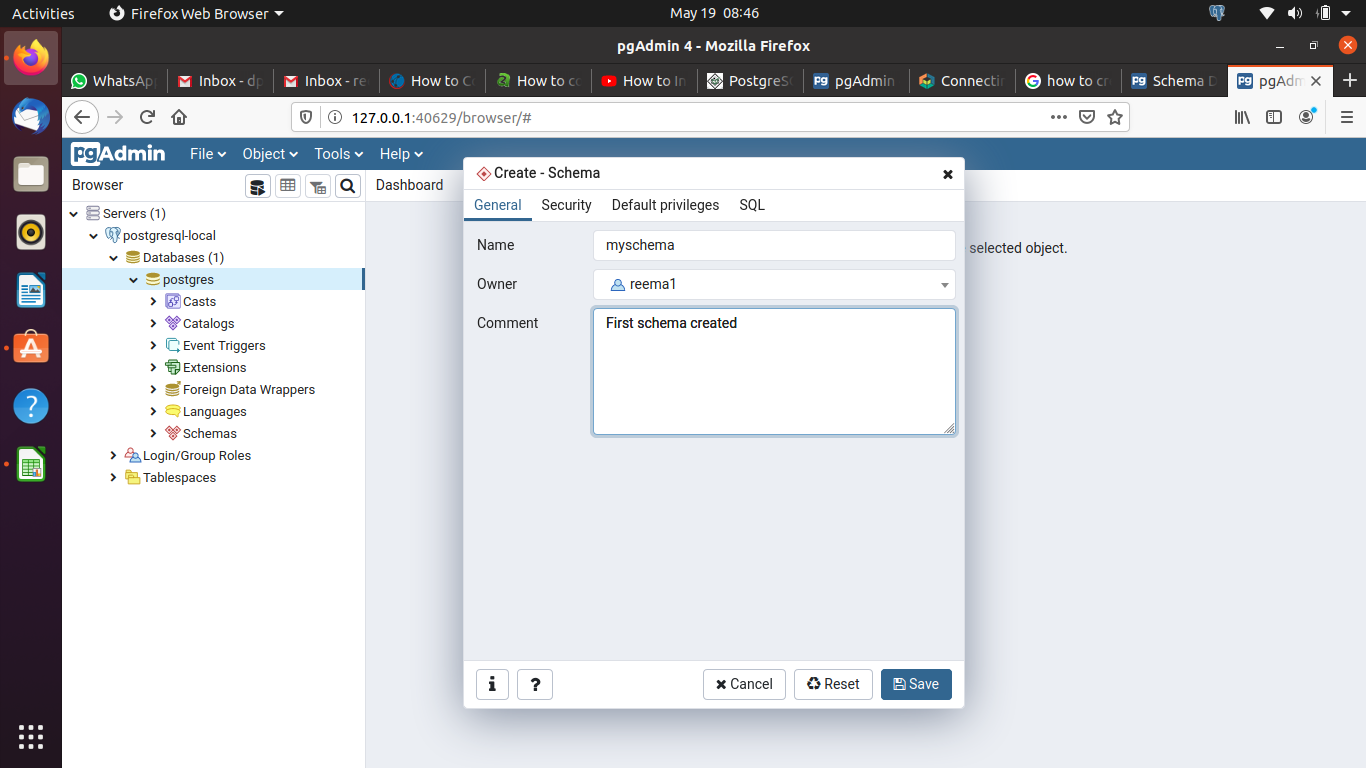 Activities Firefox Web Browser May 19 08:46
pgAdmin 4 - Mozilla Firefox
WhatsAp Inbox - dp Inbox - re How to C How to co YouTube How to In PostgreS pgAdmin Connectin how to cr Schema D pgAdm
127.0.0.1:40629/browser/#
pgAdmin File Object Tools Help
Browser
Dashboard
Servers (1)
postgresql-local
Databases (1)
postgres
Casts
Catalogs
Event Triggers
Extensions
Foreign Data Wrappers
Languages
Schemas
Login/Group Roles
Tablespaces
selected object.
Create - Schema
General Security Default privileges SQL
Name myschema
Owner reema1
Comment First schema created
i ? Cancel Reset Save